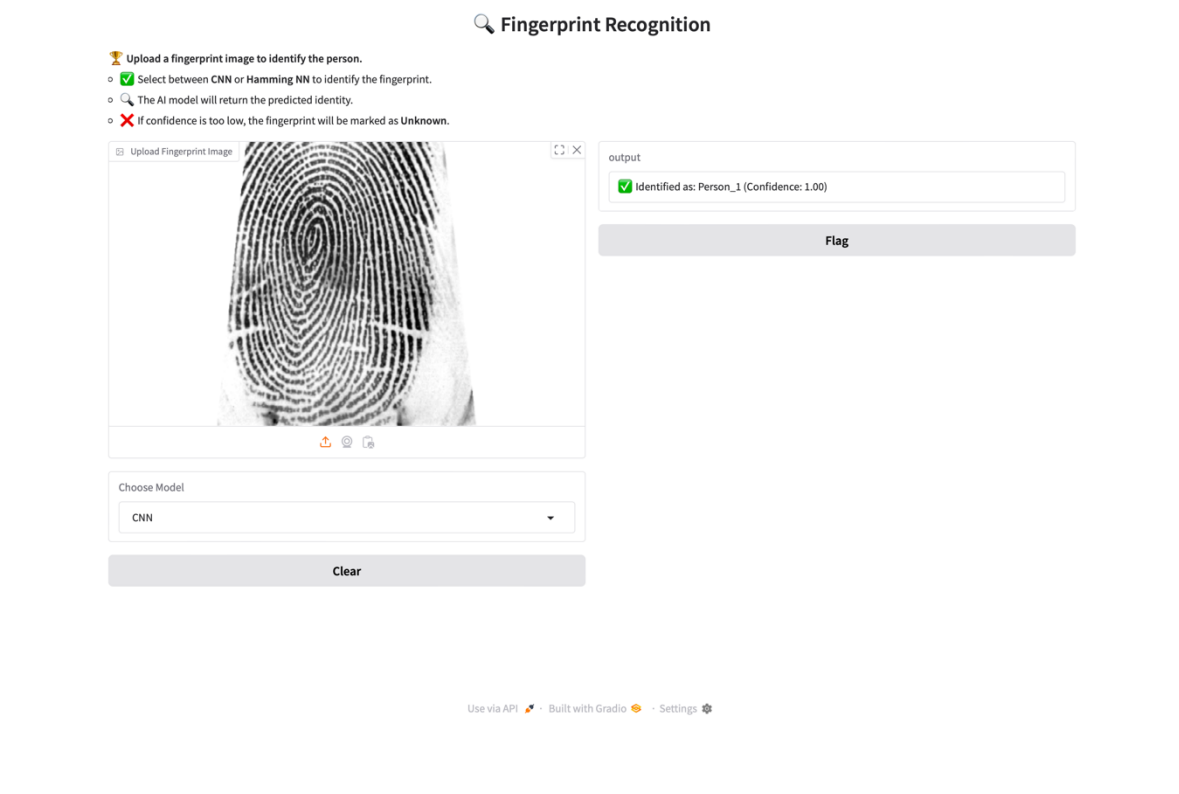 🔍 Fingerprint Recognition
🏆 Upload a fingerprint image to identify the person.
✅ Select between CNN or Hamming NN to identify the fingerprint.
🔍 The AI model will return the predicted identity.
❌ If confidence is too low, the fingerprint will be marked as Unknown.
Upload Fingerprint Image
output
✅ Identified as: Person_1 (Confidence: 1.00)
Flag
Choose Model
CNN
Clear
Use via API 🚀 · Built with Gradio · Settings ⚙️